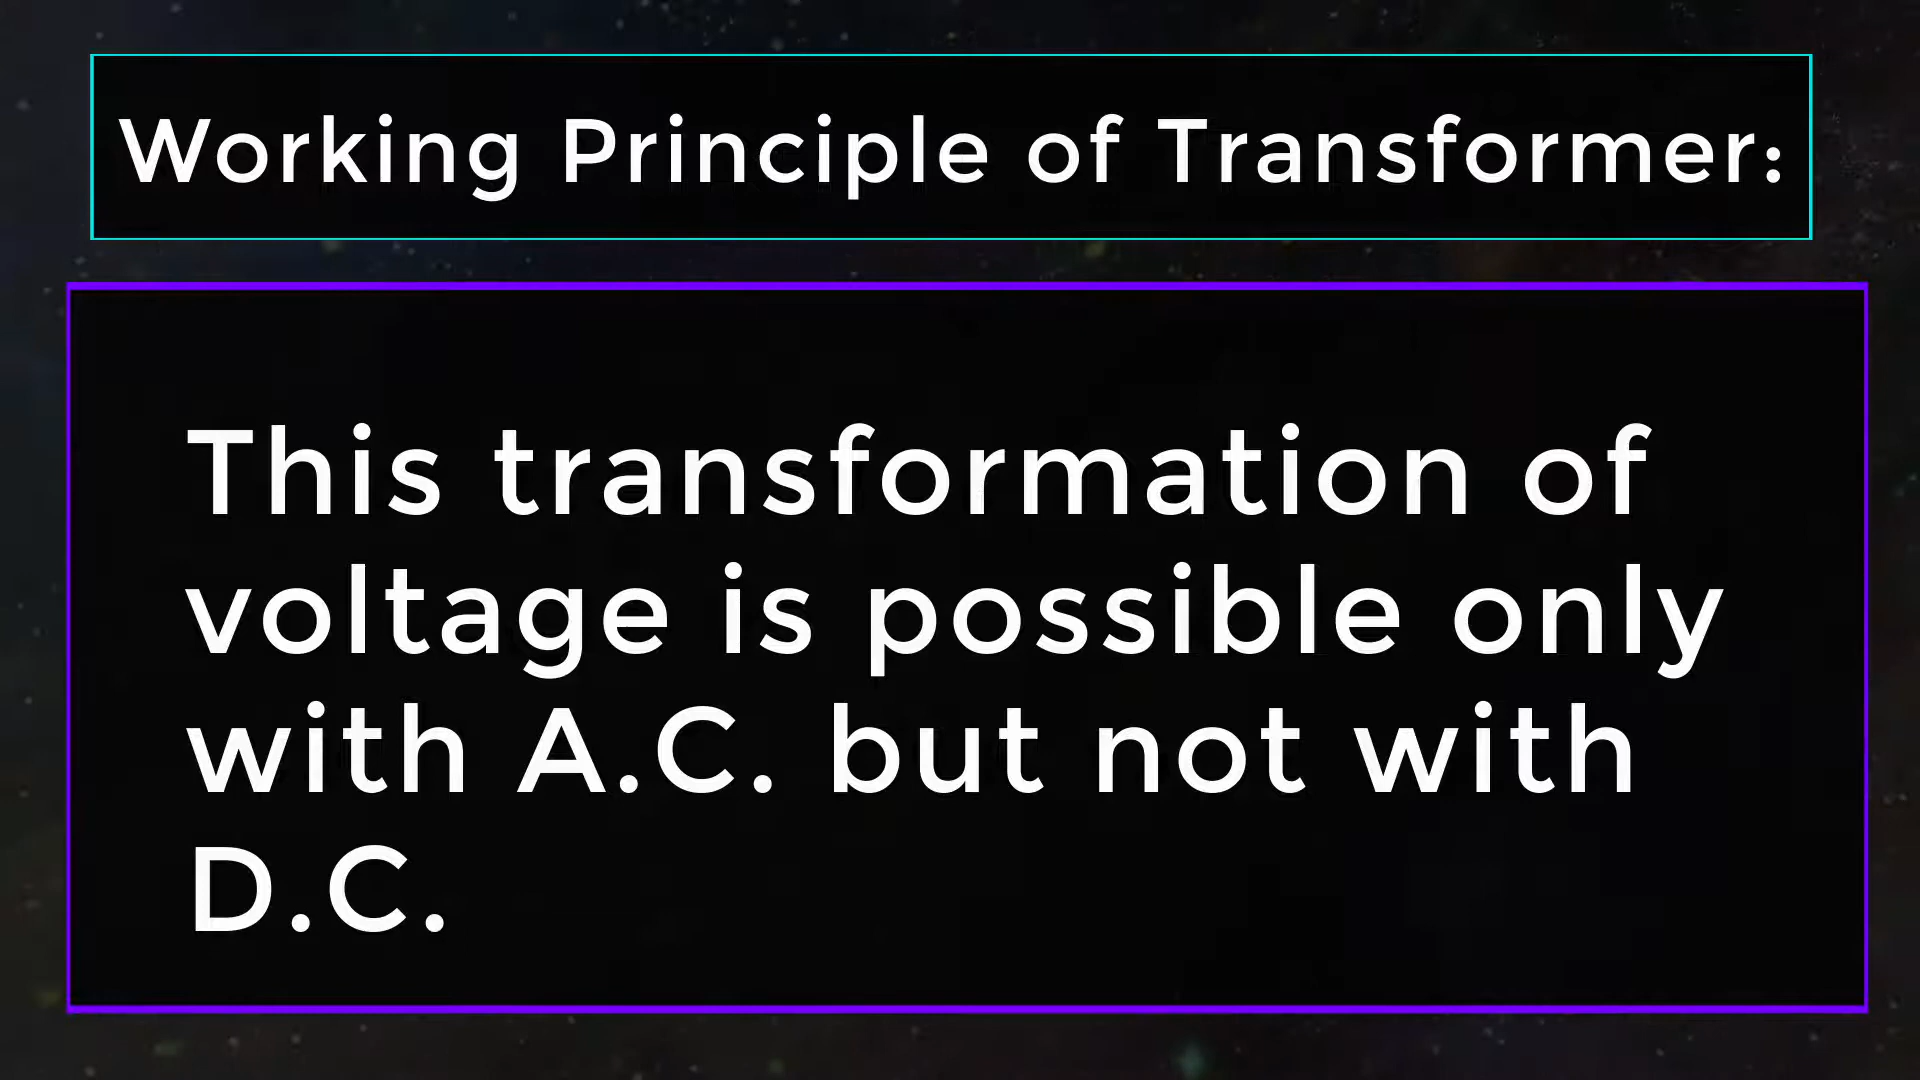 Working Principle of Transformer:
This transformation of
voltage is possible only
with A.C. but not with
D.C.